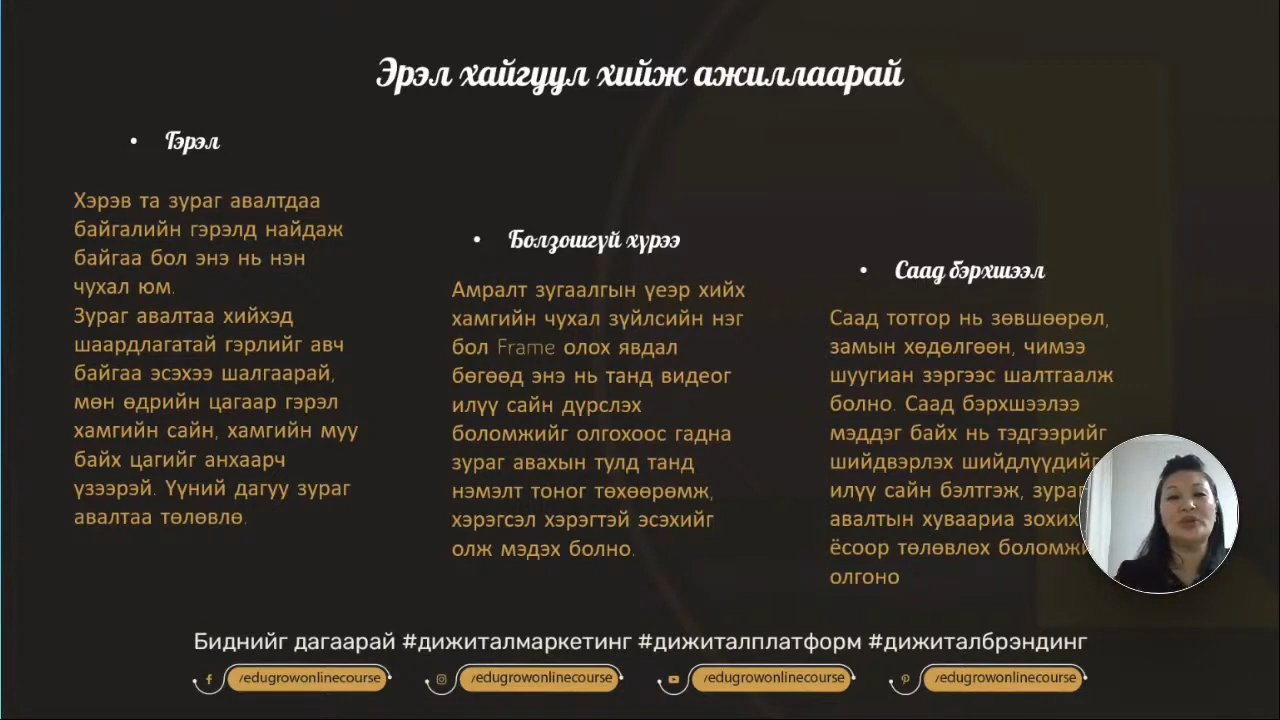 Эрэл хайгуул хийж ажиллаарай
• Гэрэл
Хэрэв та зураг авалтдаа
байгалийн гэрэлд найдаж
байгаа бол энэ нь нэн
чухал юм.
Зураг авалтаа хийхэд
шаардлагатай гэрлийг авч
байгаа эсэхээ шалгаарай,
мөн өдрийн цагаар гэрэл
хамгийн сайн, хамгийн муу
байх цагийг анхаарч
үзээрэй. Үүний дагуу зураг
авалтаа төлөвлө.
• Болзошгүй хүрээ
Амралт зугаалгын үеэр хийх
хамгийн чухал зүйлсийн нэг
бол Frame олох явдал
бөгөөд энэ нь танд видеог
илүү сайн дүрслэх
боломжийг олгохоос гадна
зураг авахын тулд танд
нэмэлт тоног төхөөрөмж,
хэрэгсэл хэрэгтэй эсэхийг
олж мэдэх болно.
• Саад бэрхшээл
Саад тотгор нь зөвшөөрөл,
замын хөдөлгөөн, чимээ
шуугиан зэргээс шалтгаалж
болно. Саад бэрхшээлээ
мэддэг байх нь тэдгээрийг
шийдвэрлэх шийдлүүдийг
илүү сайн бэлтгэж,
авалтын хуваариа
ёсоор төлөвлөх
олгоно
Биднийг дагаарай #дижиталмаркетинг #дижиталплатформ #дижиталбрэндинг
/edugrowonlinecourse /edugrowonlinecourse /edugrowonlinecourse /edugrowonlinecourse